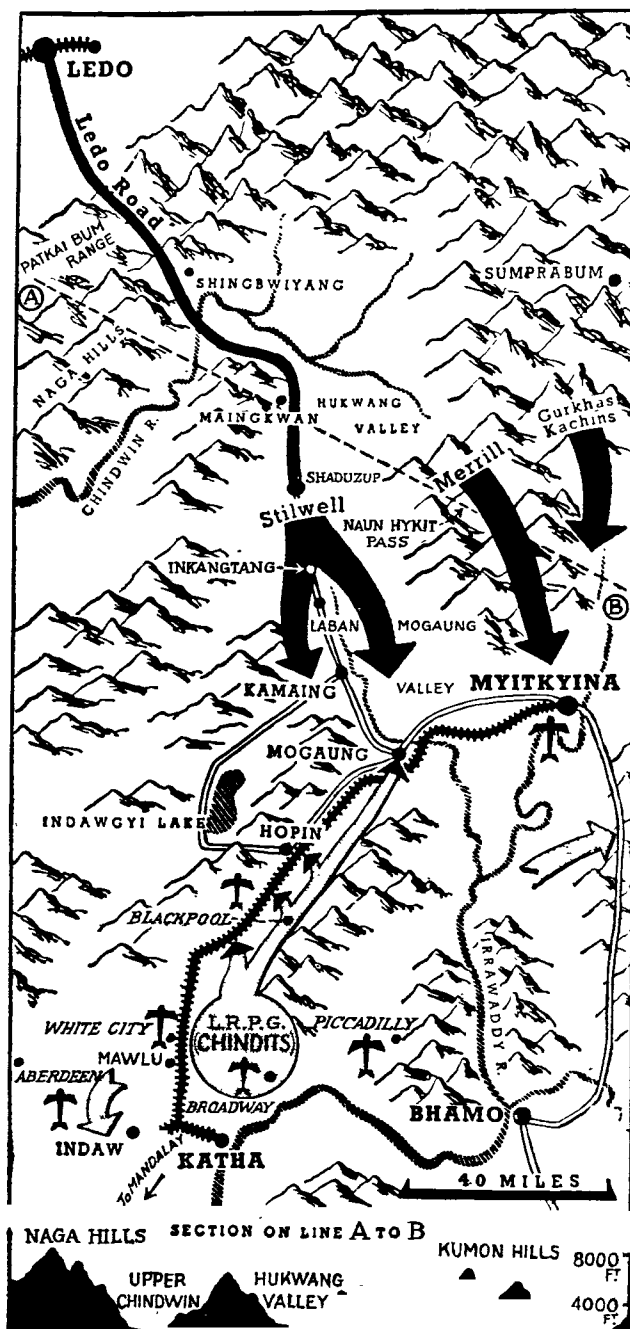 LEDO
Ledo Road
PATKAI BUM
RANGE
SHINGBWIYANG
SUMPRABUM
A
NAGA HILLS
CHINDWIN R.
MAINGKWAN
HUKWANG
VALLEY
Gurkhas
Kachins
Merrill
SHADUZUP
Stilwell
NAUN HYKIT
PASS
INKANGTANG
B
LABAN
MOGAUNG
KAMAING
VALLEY
MYITKYINA
MOGAUNG
INDAWGYI LAKE
HOPIN
BLACKPOOL
IRRAWADDY R.
WHITE CITY
L.R.P.G.
CHINDITS
PICCADILLY
MAWLU
ABERDEEN
BROADWAY
BHAMO
INDAW
KATHA
To MANDALAY
40 MILES
SECTION ON LINE A TO B
NAGA HILLS
KUMON HILLS
8000
FT.
UPPER
CHINDWIN
HUKWANG
VALLEY
4000
FT.